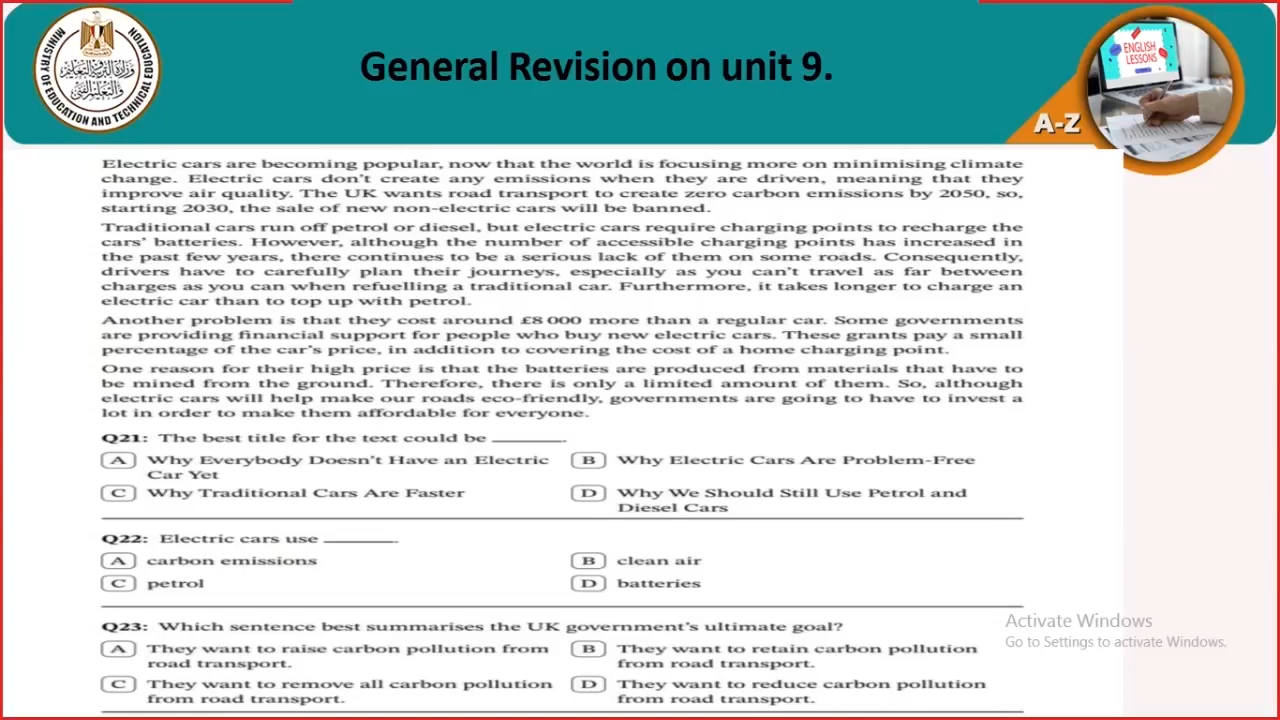 MINISTRY OF EDUCATION AND TECHNICAL EDUCATION
وزارة التربية والتعليم
والتعليم الفني
General Revision on unit 9.
ENGLISH
LESSONS
A-Z
Electric cars are becoming popular, now that the world is focusing more on minimising climate
change. Electric cars don't create any emissions when they are driven, meaning that they
improve air quality. The UK wants road transport to create zero carbon emissions by 2050, so,
starting 2030, the sale of new non-electric cars will be banned.
Traditional cars run off petrol or diesel, but electric cars require charging points to recharge the
cars' batteries. However, although the number of accessible charging points has increased in
the past few years, there continues to be a serious lack of them on some roads. Consequently,
drivers have to carefully plan their journeys, especially as you can't travel as far between
charges as you can when refuelling a traditional car. Furthermore, it takes longer to charge an
electric car than to top up with petrol.
Another problem is that they cost around £8 000 more than a regular car. Some governments
are providing financial support for people who buy new electric cars. These grants pay a small
percentage of the car's price, in addition to covering the cost of a home charging point.
One reason for their high price is that the batteries are produced from materials that have to
be mined from the ground. Therefore, there is only a limited amount of them. So, although
electric cars will help make our roads eco-friendly, governments are going to have to invest a
lot in order to make them affordable for everyone.
Q21: The best title for the text could be ________.
A Why Everybody Doesn't Have an Electric
Car Yet
B Why Electric Cars Are Problem-Free
C Why Traditional Cars Are Faster
D Why We Should Still Use Petrol and
Diesel Cars
Q22: Electric cars use ________.
A carbon emissions
B clean air
C petrol
D batteries
Q23: Which sentence best summarises the UK government's ultimate goal?
A They want to raise carbon pollution from
road transport.
B They want to retain carbon pollution
from road transport.
C They want to remove all carbon pollution
from road transport.
D They want to reduce carbon pollution
from road transport.
Activate Windows
Go to Settings to activate Windows.